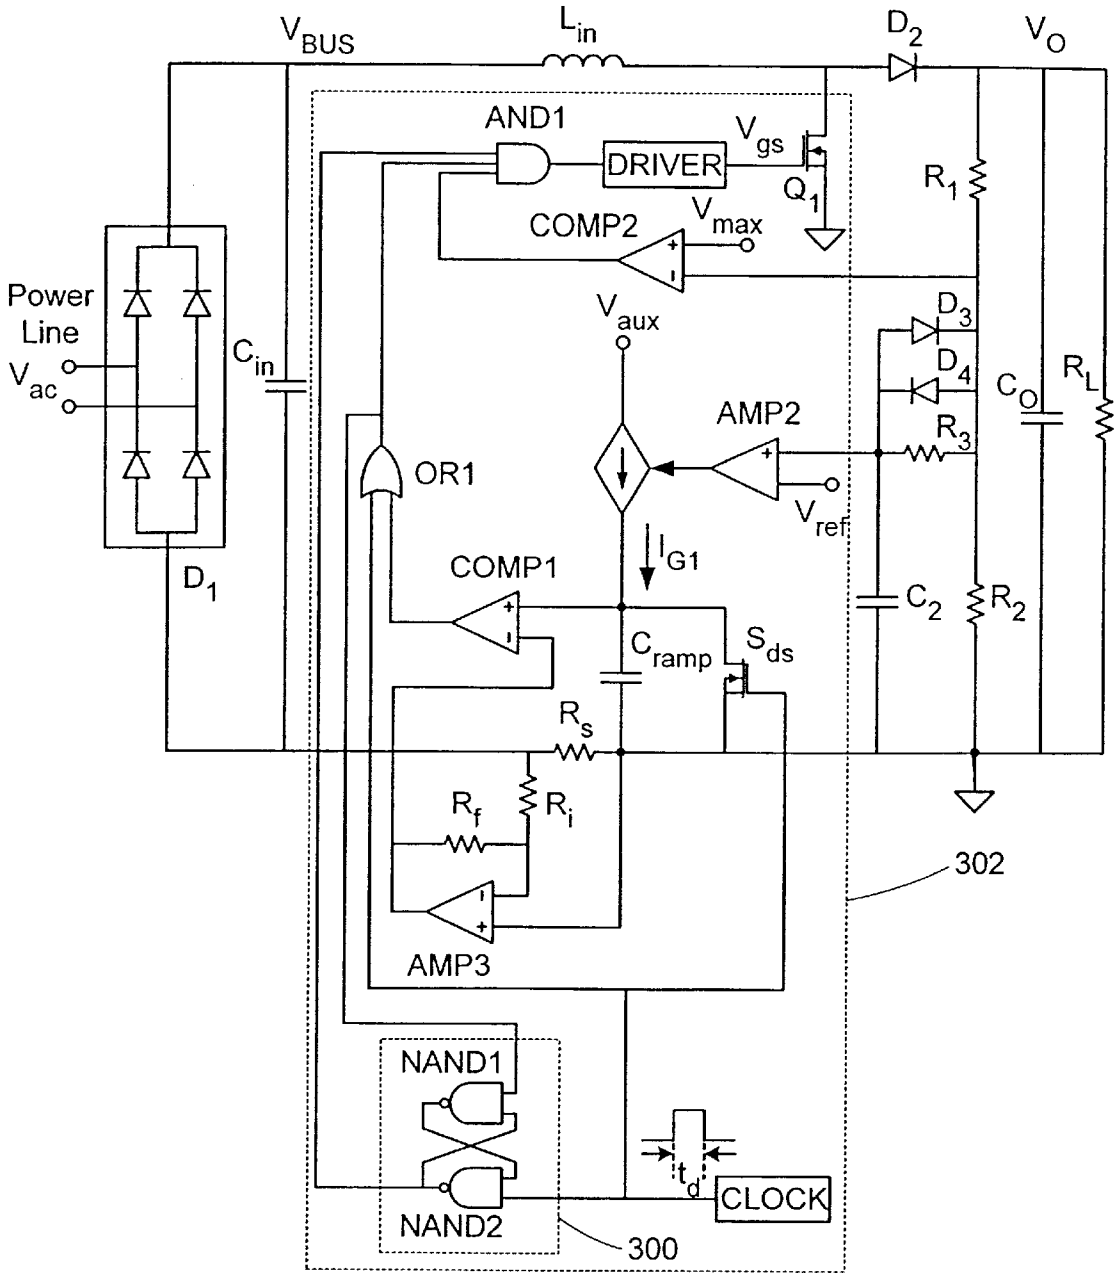 V_BUS
L_in
D_2
V_O
AND1
DRIVER
V_gs
Q_1
R_1
COMP2
V_max
+
-
Power
Line
V_ac
C_in
V_aux
D_3
D_4
C_O
R_L
AMP2
R_3
+
V_ref
OR1
D_1
I_G1
COMP1
+
-
C_ramp
S_ds
C_2
R_2
R_s
R_f
R_i
302
-
+
AMP3
NAND1
t_d
CLOCK
NAND2
300